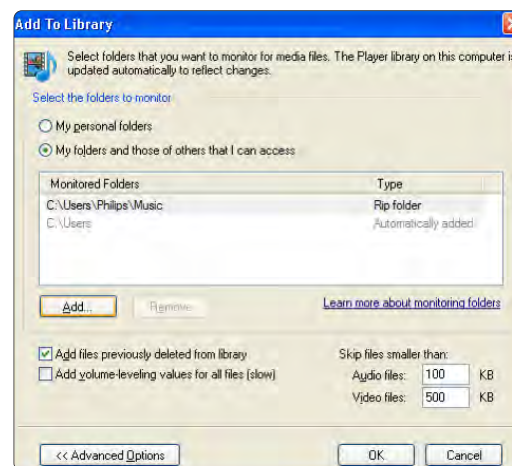 Add To Library
Select folders that you want to monitor for media files. The Player library on this computer is
updated automatically to reflect changes.
Select the folders to monitor
My personal folders
My folders and those of others that I can access
Monitored Folders Type
C:\Users\Philips\Music Rip folder
C:\Users Automatically added
Add... Remove Learn more about monitoring folders
Add files previously deleted from library Skip files smaller than:
Add volume-leveling values for all files (slow) Audio files: 100 KB
Video files: 500 KB
<< Advanced Options OK Cancel